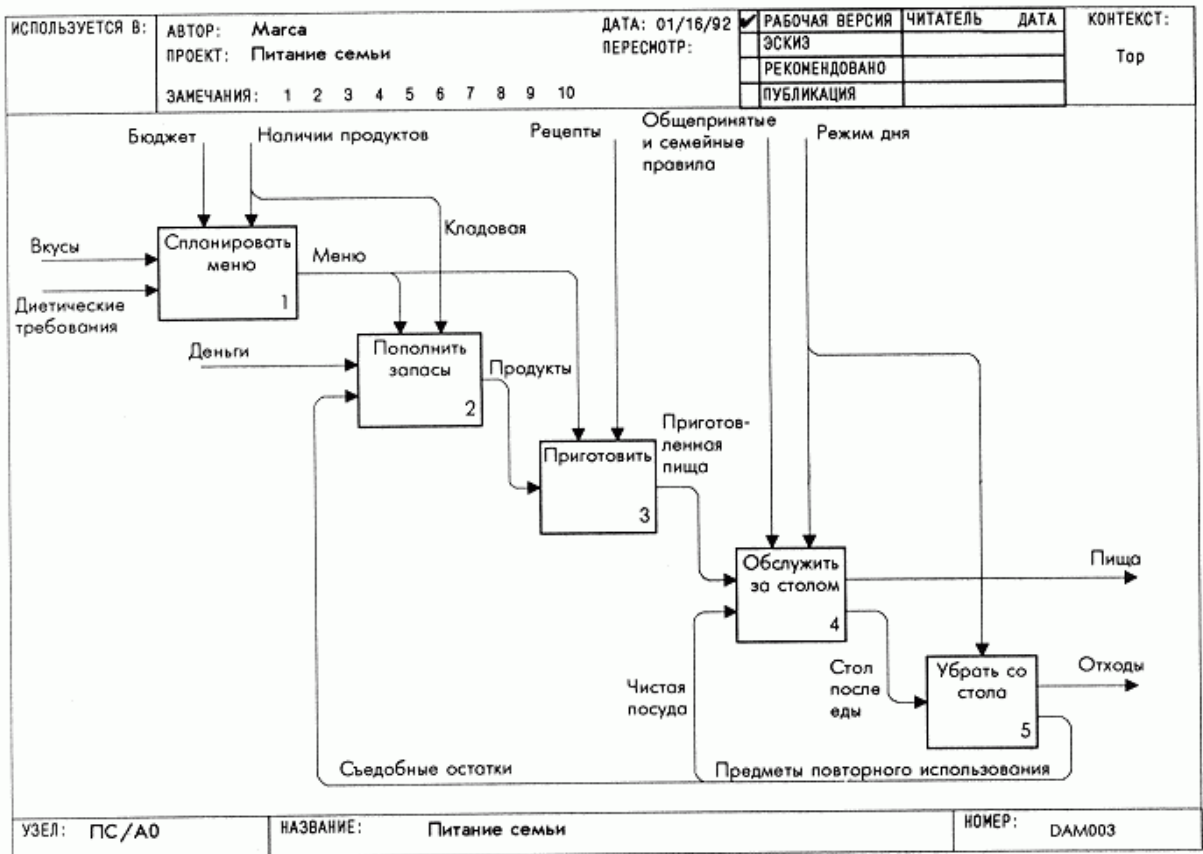 ИСПОЛЬЗУЕТСЯ В:
АВТОР: Marca
ДАТА: 01/16/92
ПРОЕКТ: Питание семьи
ПЕРЕСМОТР:
ЗАМЕЧАНИЯ: 1 2 3 4 5 6 7 8 9 10
✔ РАБОЧАЯ ВЕРСИЯ
ЭСКИЗ
РЕКОМЕНДОВАНО
ПУБЛИКАЦИЯ
ЧИТАТЕЛЬ ДАТА
КОНТЕКСТ:
Top
Бюджет
Наличии продуктов
Рецепты
Общепринятые
и семейные
правила
Режим дня
Кладовая
Вкусы
Диетические
требования
Спланировать
меню
1
Меню
Деньги
Пополнить
запасы
2
Продукты
Приготовить
3
Приготов-
ленная
пища
Обслужить
за столом
4
Пища
Чистая
посуда
Стол
после
еды
Убрать со
стола
5
Отходы
Съедобные остатки
Предметы повторного использования
УЗЕЛ: ПС/А0
НАЗВАНИЕ: Питание семьи
НОМЕР: DAM003